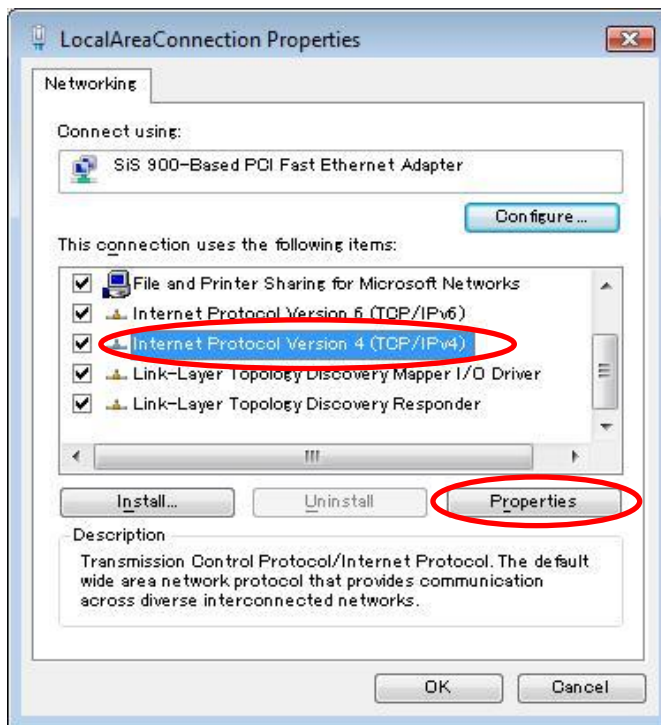 LocalAreaConnection Properties
Networking
Connect using:
SiS 900-Based PCI Fast Ethernet Adapter
Configure...
This connection uses the following items:
File and Printer Sharing for Microsoft Networks
Internet Protocol Version 6 (TCP/IPv6)
Internet Protocol Version 4 (TCP/IPv4)
Link-Layer Topology Discovery Mapper I/O Driver
Link-Layer Topology Discovery Responder
Install...
Uninstall
Properties
Description
Transmission Control Protocol/Internet Protocol. The default
wide area network protocol that provides communication
across diverse interconnected networks.
OK
Cancel